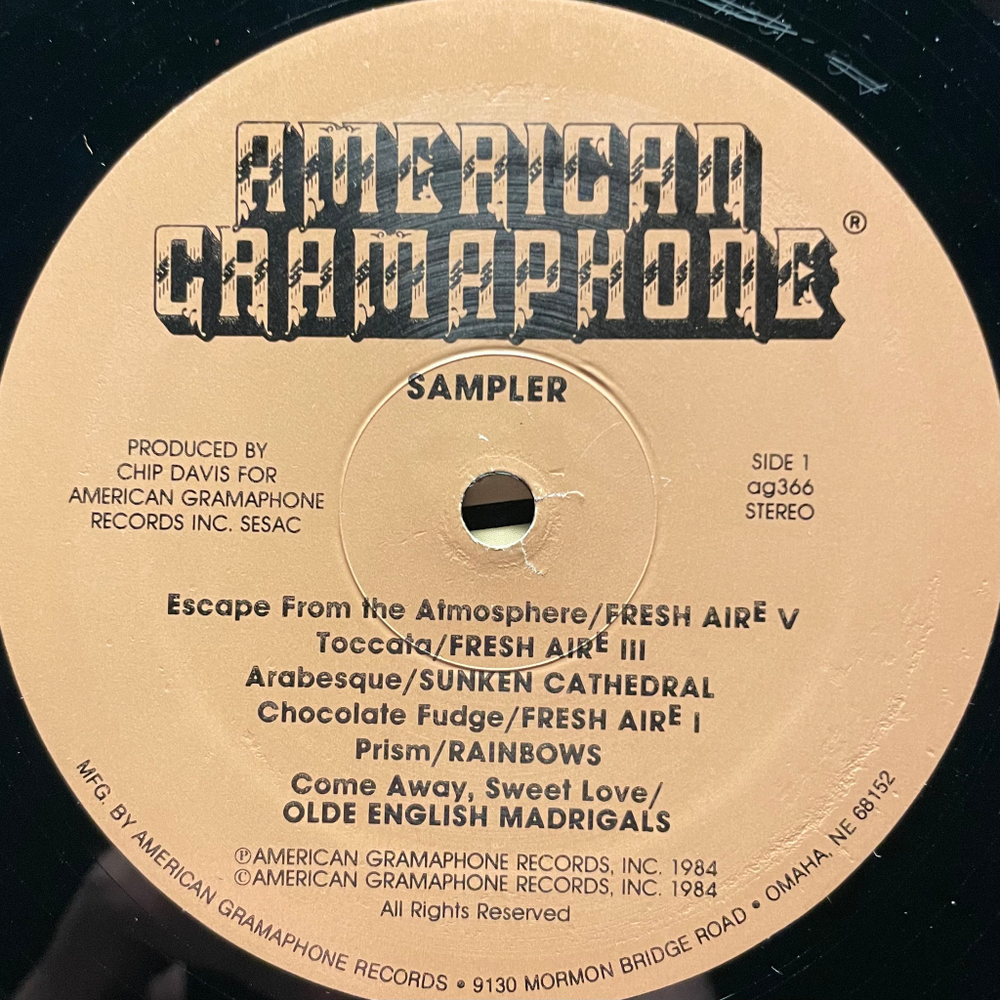 AMERICAN
GRAMAPHONE ®
SAMPLER
PRODUCED BY
CHIP DAVIS FOR
AMERICAN GRAMAPHONE
RECORDS INC. SESAC
SIDE 1
ag366
STEREO
Escape From the Atmosphere/FRESH AIRE V
Toccata/FRESH AIRE III
Arabesque/SUNKEN CATHEDRAL
Chocolate Fudge/FRESH AIRE I
Prism/RAINBOWS
Come Away, Sweet Love/
OLDE ENGLISH MADRIGALS
℗AMERICAN GRAMAPHONE RECORDS, INC. 1984
©AMERICAN GRAMAPHONE RECORDS, INC. 1984
All Rights Reserved
MFG. BY AMERICAN GRAMAPHONE RECORDS • 9130 MORMON BRIDGE ROAD • OMAHA, NE 68152